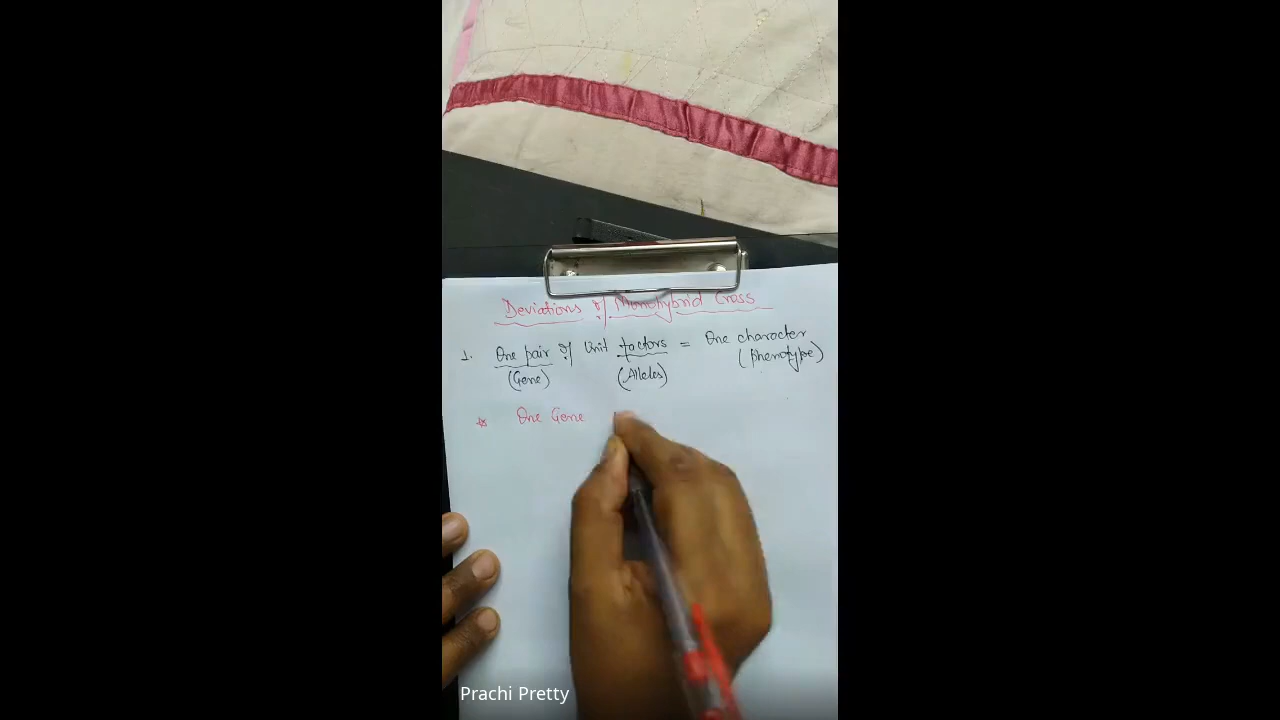 Deviations of Monohybrid Cross
1. One pair of Unit factors = One character
(Gene) (Alleles) (phenotype)
☆ One Gene
Prachi Pretty